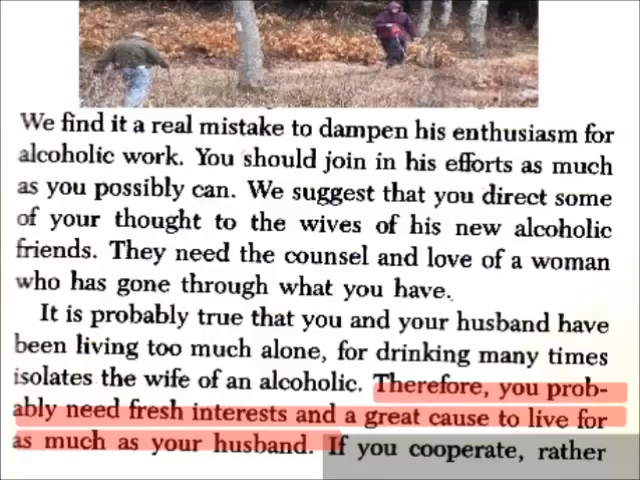 We find it a real mistake to dampen his enthusiasm for
alcoholic work. You should join in his efforts as much
as you possibly can. We suggest that you direct some
of your thought to the wives of his new alcoholic
friends. They need the counsel and love of a woman
who has gone through what you have.
It is probably true that you and your husband have
been living too much alone, for drinking many times
isolates the wife of an alcoholic. Therefore, you prob-
ably need fresh interests and a great cause to live for
as much as your husband. If you cooperate, rather